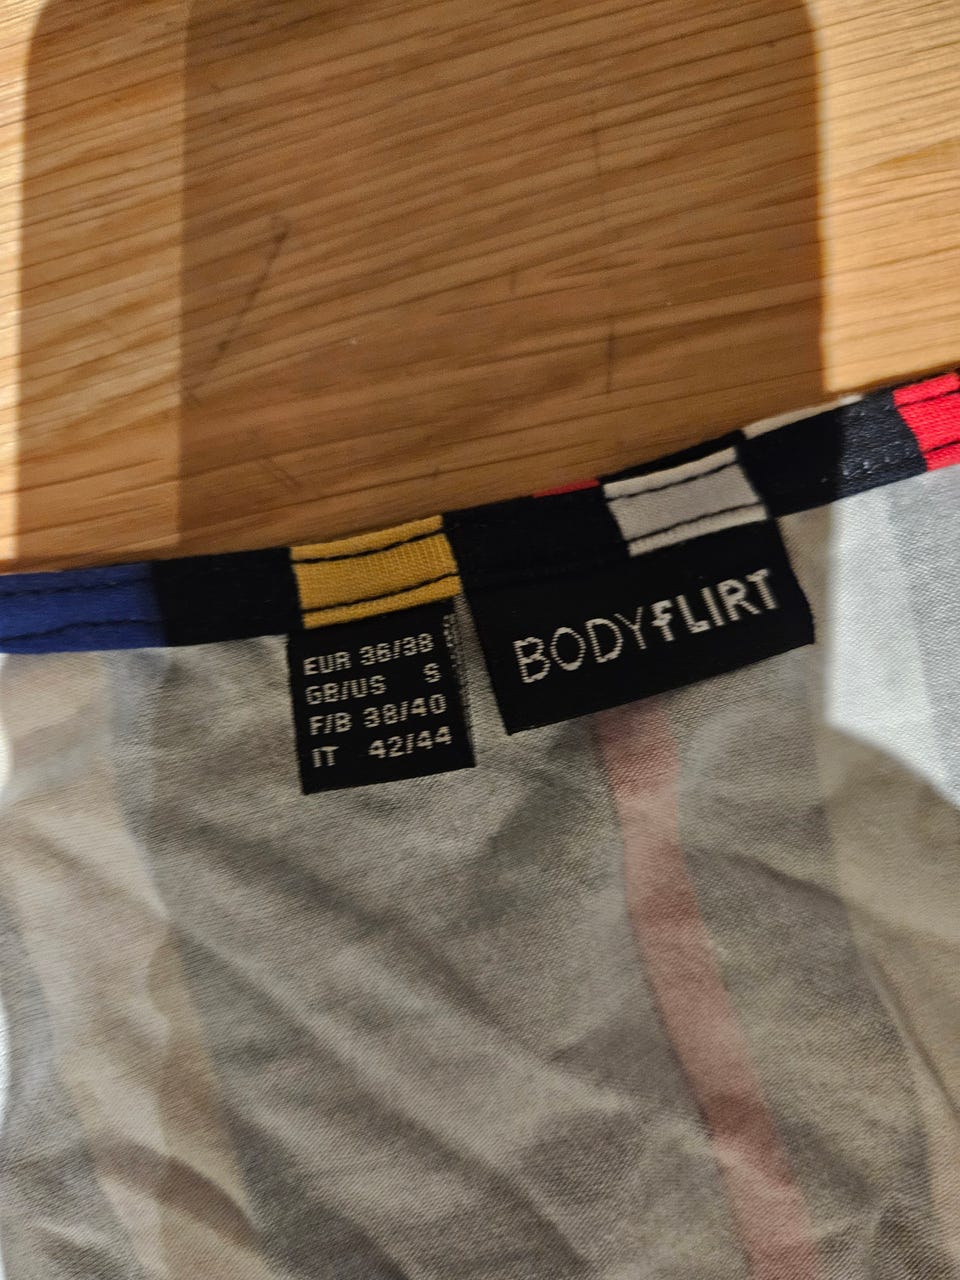 EUR 36/38
GB/US S
F/B 38/40
IT 42/44
BODYfLIRT